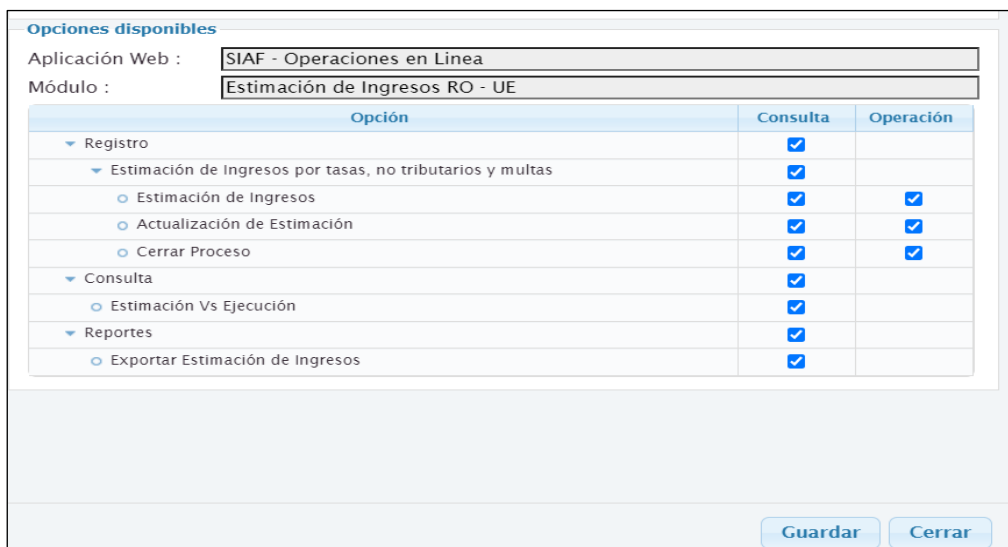 Opciones disponibles
Aplicación Web : SIAF - Operaciones en Linea
Módulo : Estimación de Ingresos RO - UE
Opción Consulta Operación
Registro
Estimación de Ingresos por tasas, no tributarios y multas
Estimación de Ingresos
Actualización de Estimación
Cerrar Proceso
Consulta
Estimación Vs Ejecución
Reportes
Exportar Estimación de Ingresos
Guardar Cerrar